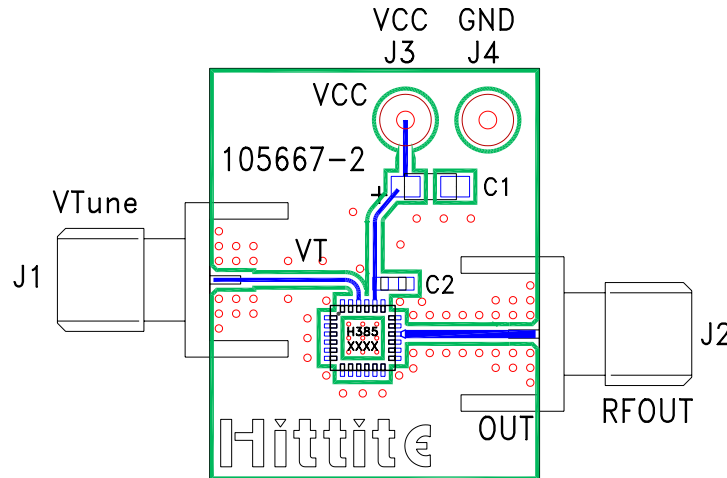 VCC GND
J3 J4
VCC
105667-2
C1
VTune
VT
J1
C2
H385
XXXX
J2
RFOUT
OUT
Hittite